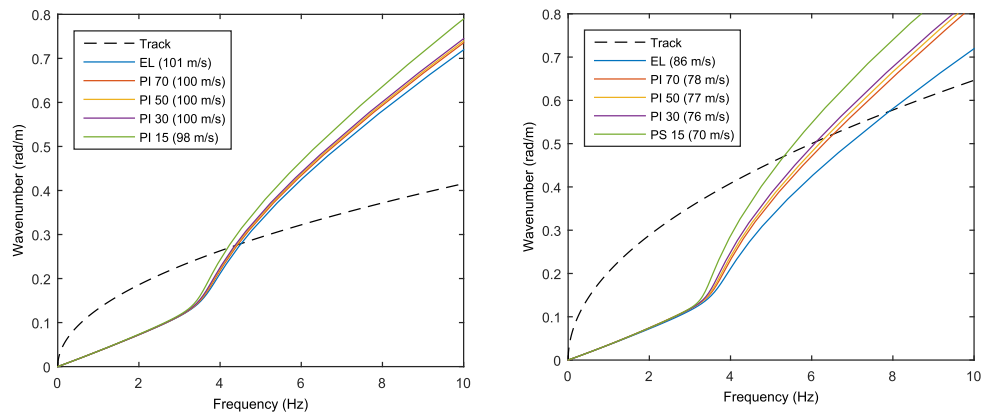 0.8
0.7
0.6
0.5
0.4
0.3
0.2
0.1
0
Wavenumber (rad/m)
Track
EL (101 m/s)
PI 70 (100 m/s)
PI 50 (100 m/s)
PI 30 (100 m/s)
PI 15 (98 m/s)
0 2 4 6 8 10
Frequency (Hz)
0.8
0.7
0.6
0.5
0.4
0.3
0.2
0.1
0
Wavenumber (rad/m)
Track
EL (86 m/s)
PI 70 (78 m/s)
PI 50 (77 m/s)
PI 30 (76 m/s)
PS 15 (70 m/s)
0 2 4 6 8 10
Frequency (Hz)